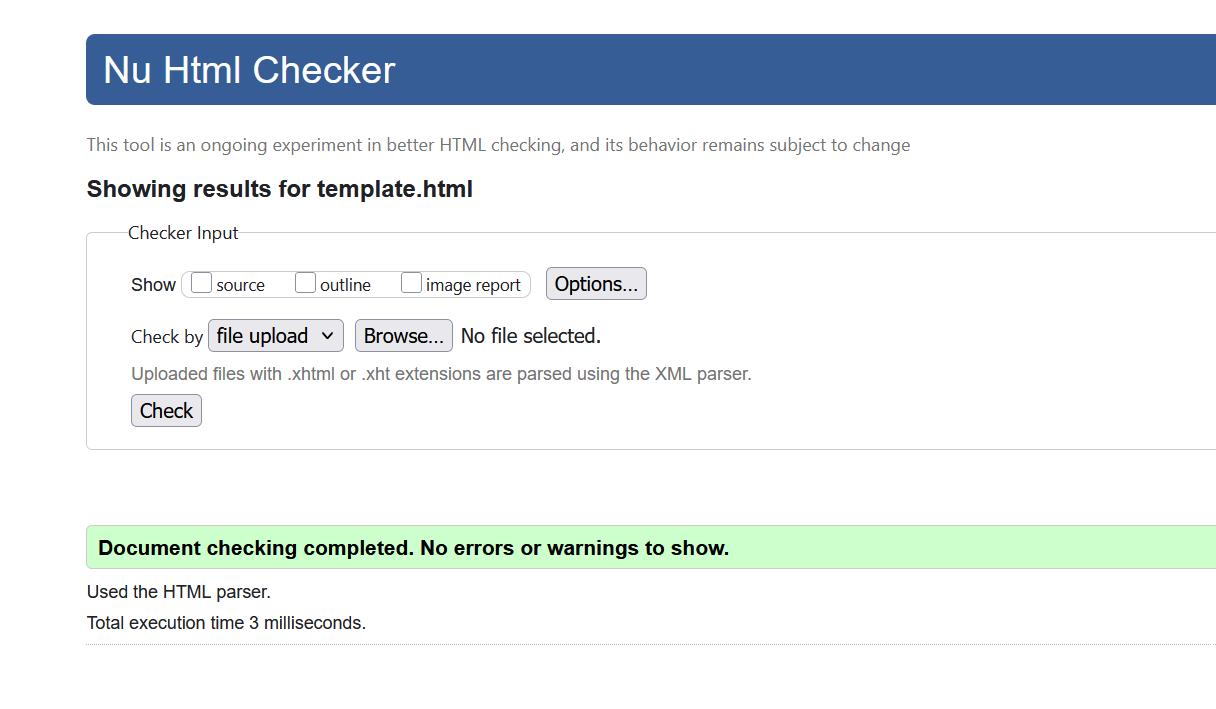 Nu Html Checker
This tool is an ongoing experiment in better HTML checking, and its behavior remains subject to change
Showing results for template.html
Checker Input
Show source outline image report Options...
Check by file upload Browse... No file selected.
Uploaded files with .xhtml or .xht extensions are parsed using the XML parser.
Check
Document checking completed. No errors or warnings to show.
Used the HTML parser.
Total execution time 3 milliseconds.